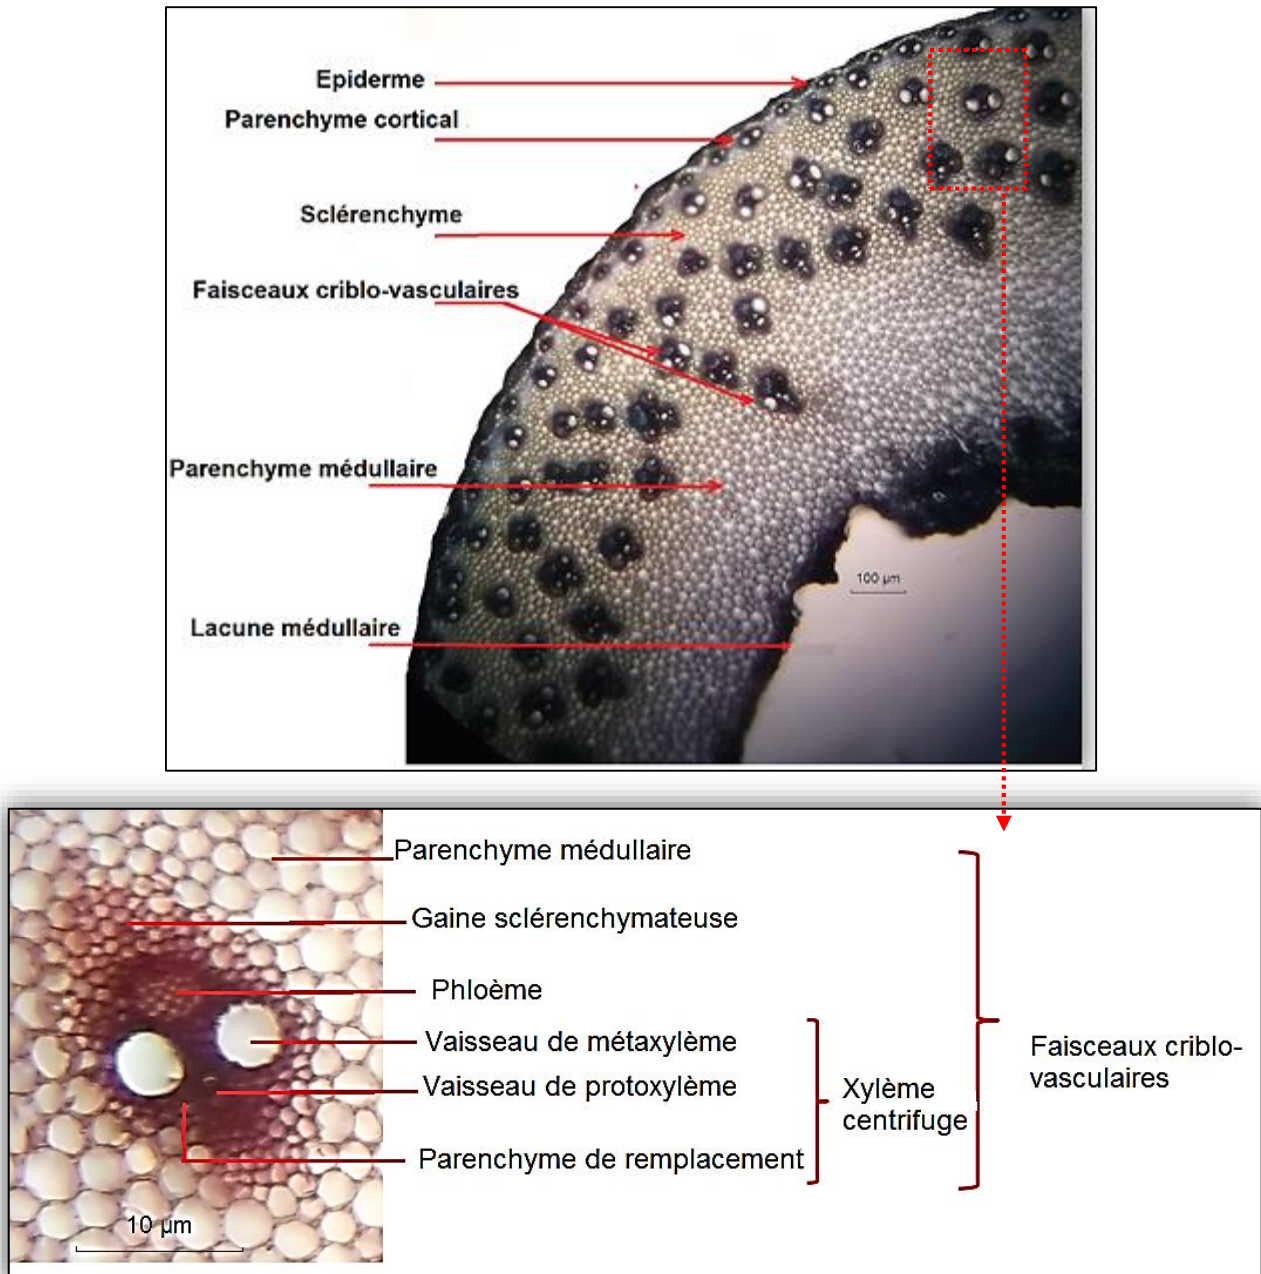 Epiderme
Parenchyme cortical
Sclérenchyme
Faisceaux criblo-vasculaires
Parenchyme médullaire
Lacune médullaire
100 µm
Parenchyme médullaire
Gaine sclérenchymateuse
Phloème
Vaisseau de métaxylème
Vaisseau de protoxylème
Parenchyme de remplacement
Xylème
centrifuge
Faisceaux criblo-
vasculaires
10 µm